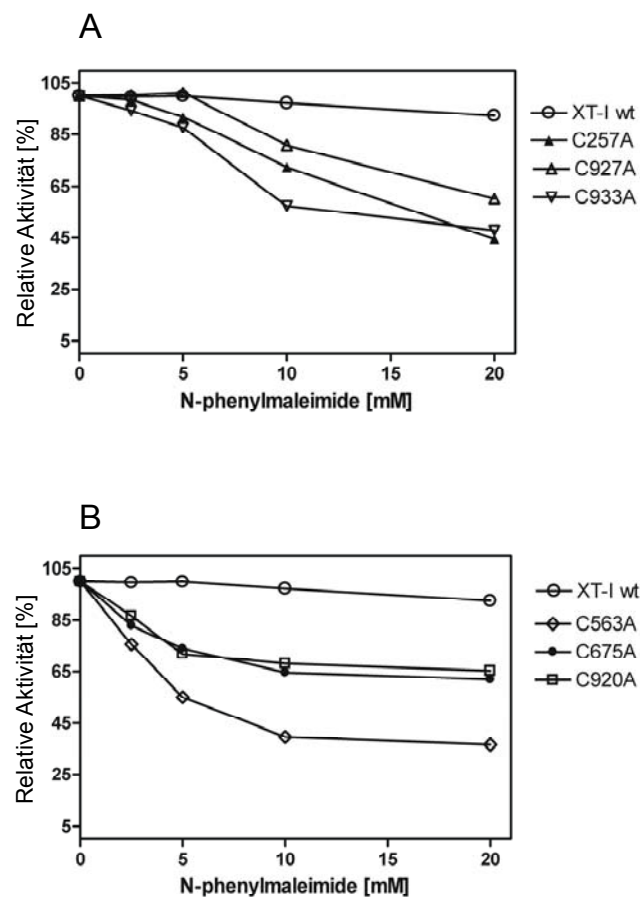 A
Relative Aktivität [%]
105
85
65
45
25
5
0
5
10
15
20
N-phenylmaleimide [mM]
XT-I wt
C257A
C927A
C933A
B
Relative Aktivität [%]
105
85
65
45
25
5
0
5
10
15
20
N-phenylmaleimide [mM]
XT-I wt
C563A
C675A
C920A